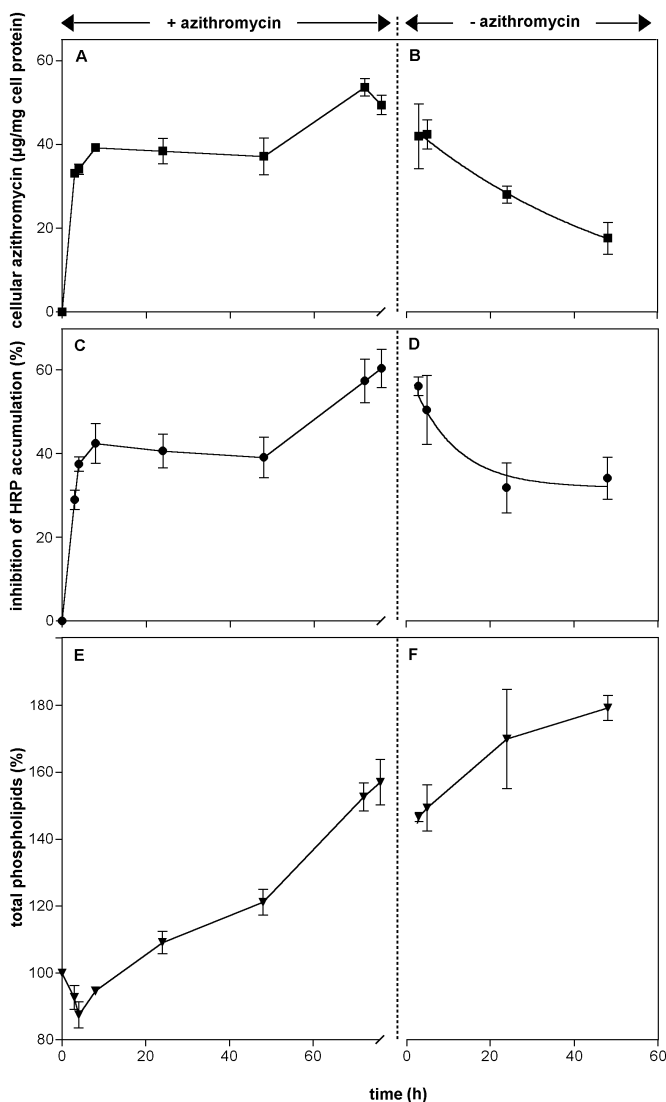 + azithromycin - azithromycin
cellular azithromycin (µg/mg cell protein)
A
B
60
40
20
0
inhibition of HRP accumulation (%)
C
D
60
40
20
0
total phospholipids (%)
E
F
180
160
140
120
100
80
0 20 40 60 0 20 40 60
time (h)